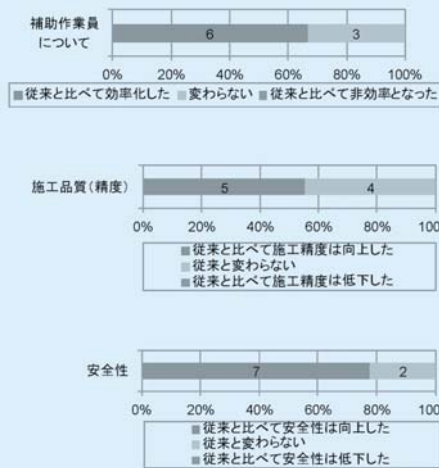 補助作業員
について
6 3
0% 20% 40% 60% 80% 100%
■従来と比べて効率化した ■変わらない ■従来と比べて非効率となった
施工品質(精度)
5 4
0% 20% 40% 60% 80% 100%
■従来と比べて施工精度は向上した
■従来と変わらない
■従来と比べて施工精度は低下した
安全性
7 2
0% 20% 40% 60% 80% 100%
■従来と比べて安全性は向上した
■従来と変わらない
■従来と比べて安全性は低下した